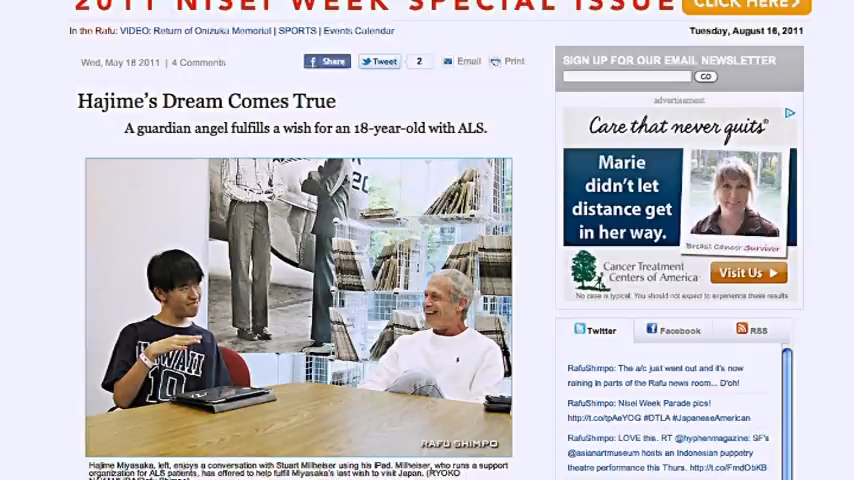 2011 NISEI WEEK SPECIAL ISSUE CLICK HERE>
In the Rafu: VIDEO: Return of Onizuka Memorial | SPORTS | Events Calendar
Tuesday, August 16, 2011
Wed, May 18 2011 | 4 Comments
Share
Tweet
2
Email
Print
SIGN UP FOR OUR EMAIL NEWSLETTER
GO
Hajime's Dream Comes True
A guardian angel fulfills a wish for an 18-year-old with ALS.
advertisement
Care that never quits®
Marie
didn't let
distance get
in her way.
Breast Cancer Survivor
Cancer Treatment
Centers of America®
Visit Us
No case is typical. You should not expect to experience these results
HAWAII
10
RAFU SHIMPO
Hajime Miyasaka, left, enjoys a conversation with Stuart Milheiser using his iPad. Milheiser, who runs a support
organization for ALS patients, has offered to help fulfill Miyasaka's last wish to visit Japan. (RYOKO
Twitter
Facebook
RSS
RafuShimpo: The a/c just went out and it's now
raining in parts of the Rafu news room... D'oh!
RafuShimpo: Nisei Week Parade pics!
http://t.co/tpAeYOG #DTLA #JapaneseAmerican
RafuShimpo: LOVE this. RT @hyphenmagazine: SF's
@asianartmuseum hosts an Indonesian puppetry
theatre performance this Thurs. http://t.co/FmdObKB